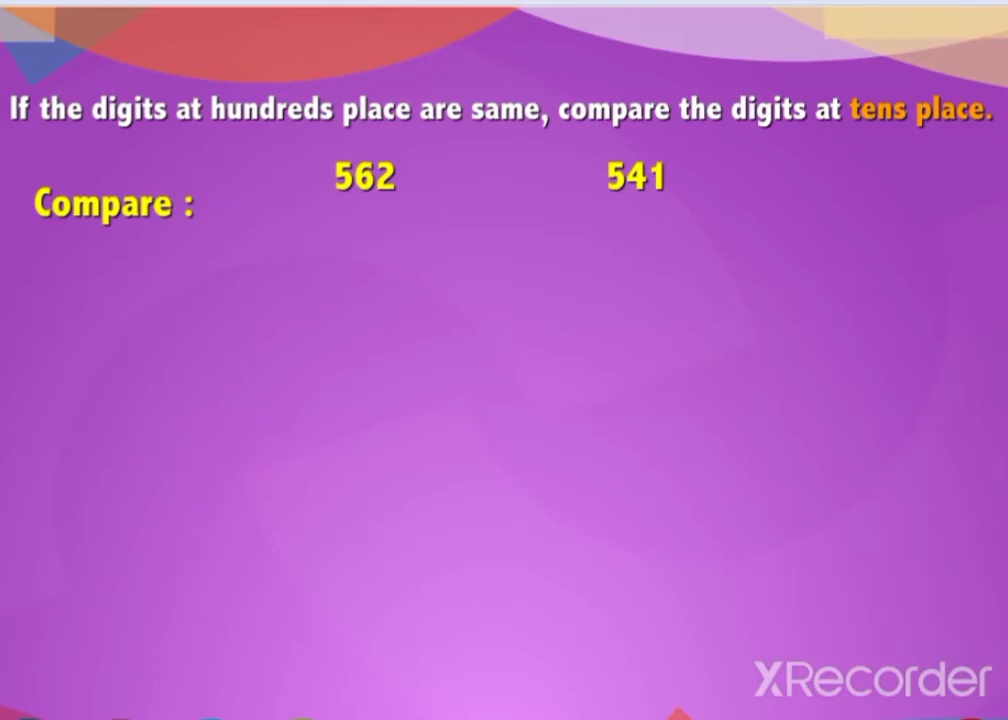 If the digits at hundreds place are same, compare the digits at tens place.
Compare : 562 541
XRecorder